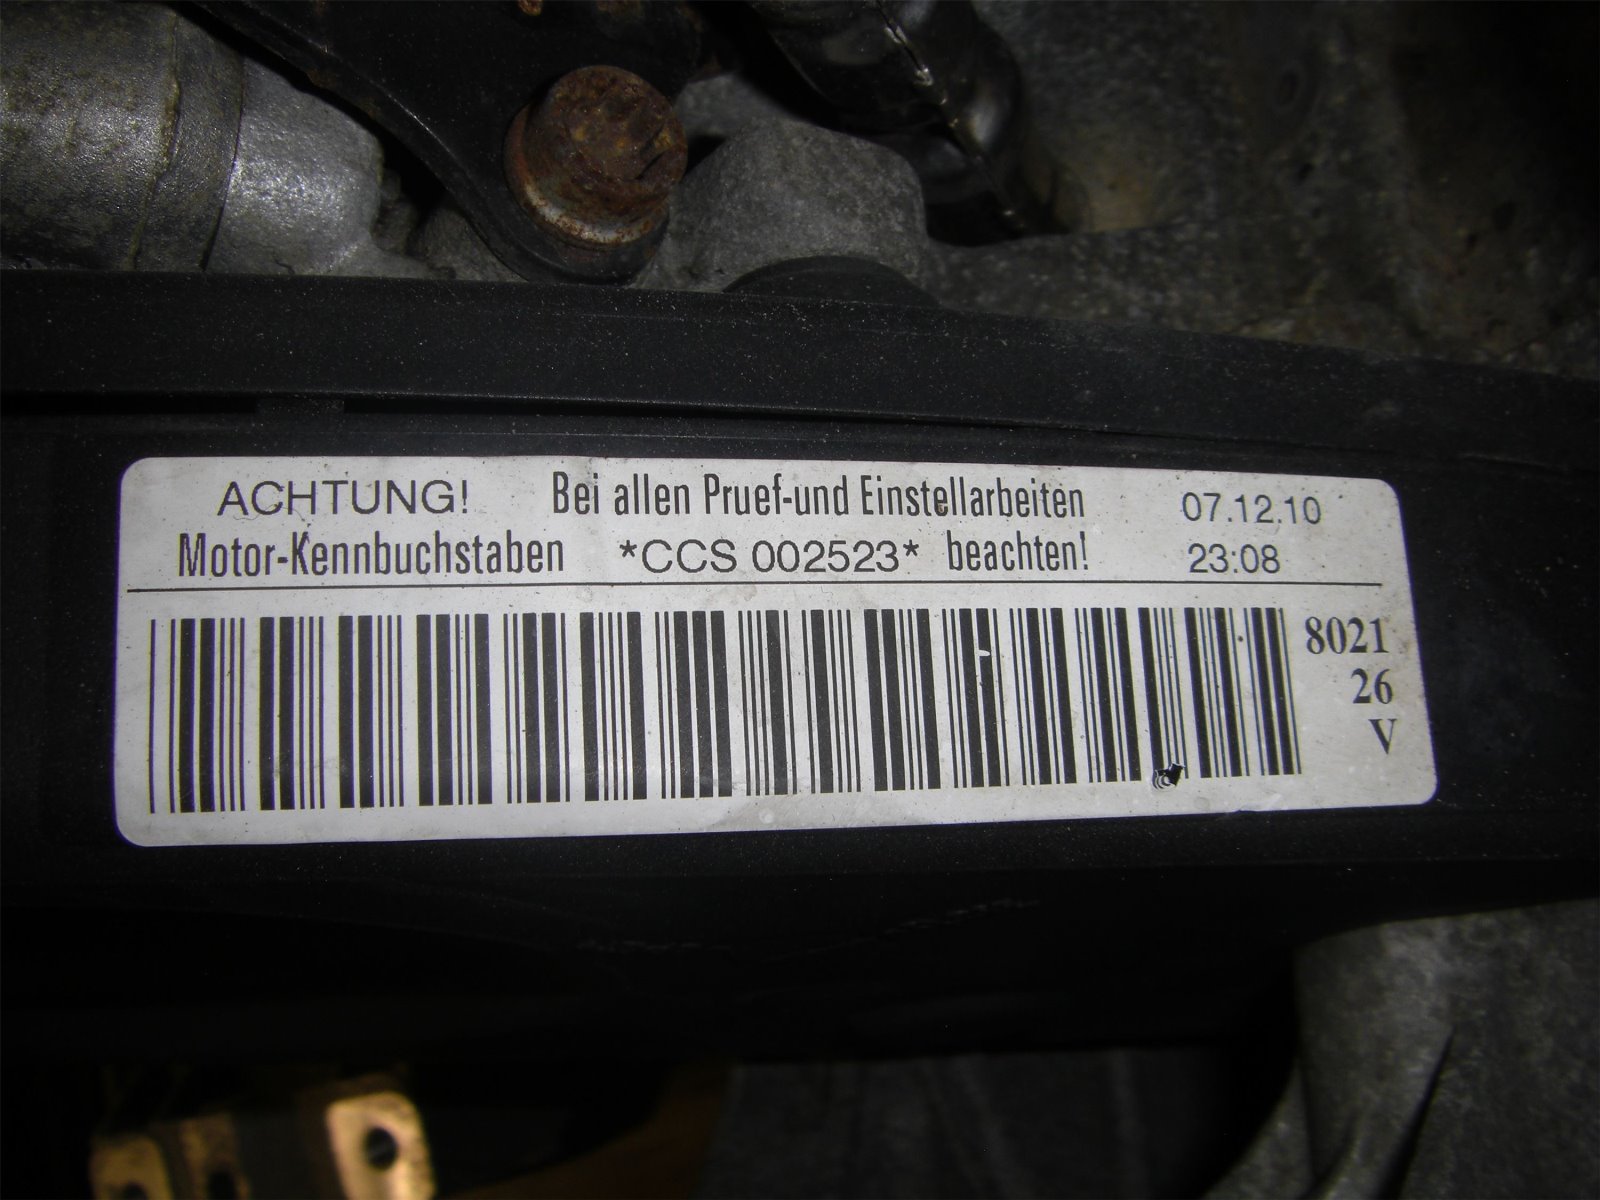 ACHTUNG! Bei allen Pruef-und Einstellarbeiten 07.12.10
Motor-Kennbuchstaben *CCS 002523* beachten! 23:08
8021
26
V